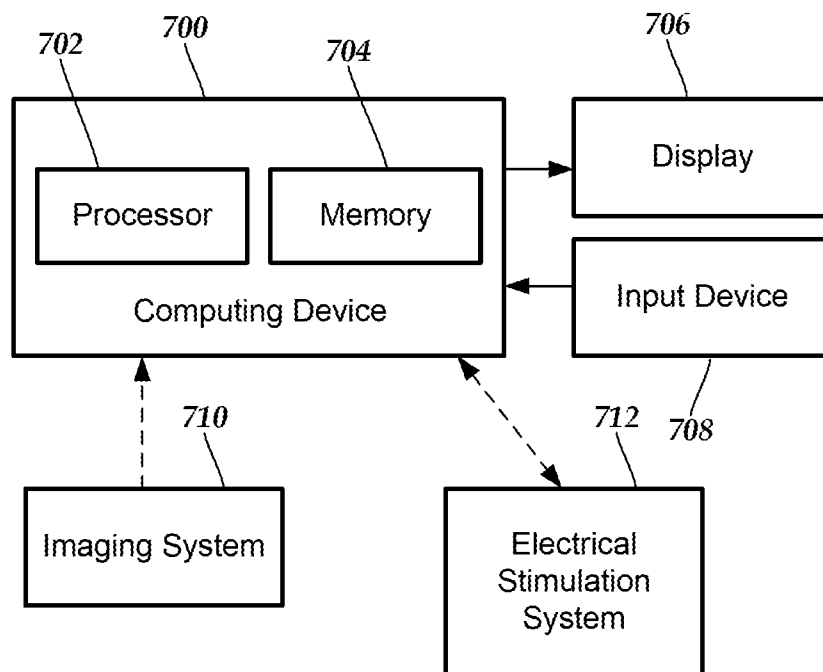 700
702
704
706
Processor
Memory
Display
Computing Device
Input Device
708
710
712
Imaging System
Electrical
Stimulation
System